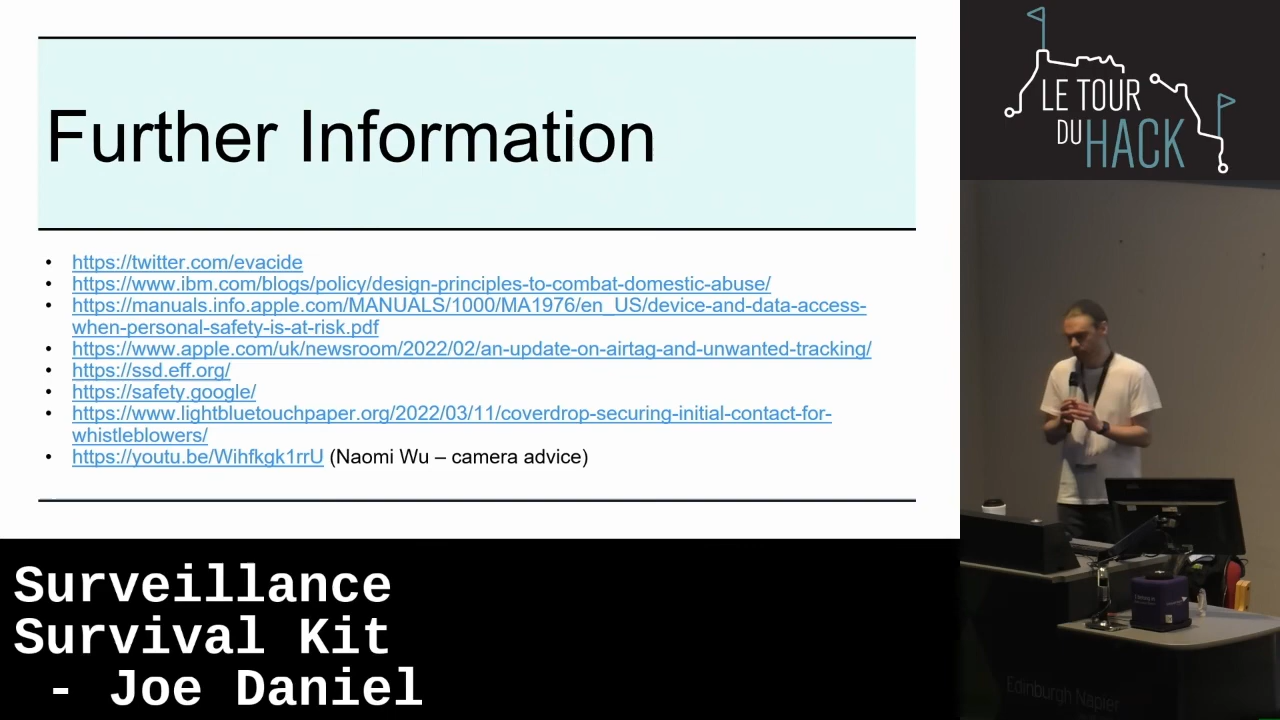 Further Information
https://twitter.com/evacide
https://www.ibm.com/blogs/policy/design-principles-to-combat-domestic-abuse/
https://manuals.info.apple.com/MANUALS/1000/MA1976/en_US/device-and-data-access-
when-personal-safety-is-at-risk.pdf
https://www.apple.com/uk/newsroom/2022/02/an-update-on-airtag-and-unwanted-tracking/
https://ssd.eff.org/
https://safety.google/
https://www.lightbluetouchpaper.org/2022/03/11/coverdrop-securing-initial-contact-for-
whistleblowers/
https://youtu.be/Wihfkgk1rrU (Naomi Wu – camera advice)
Surveillance
Survival Kit
- Joe Daniel
LE TOUR
DU HACK
Edinburgh Napier